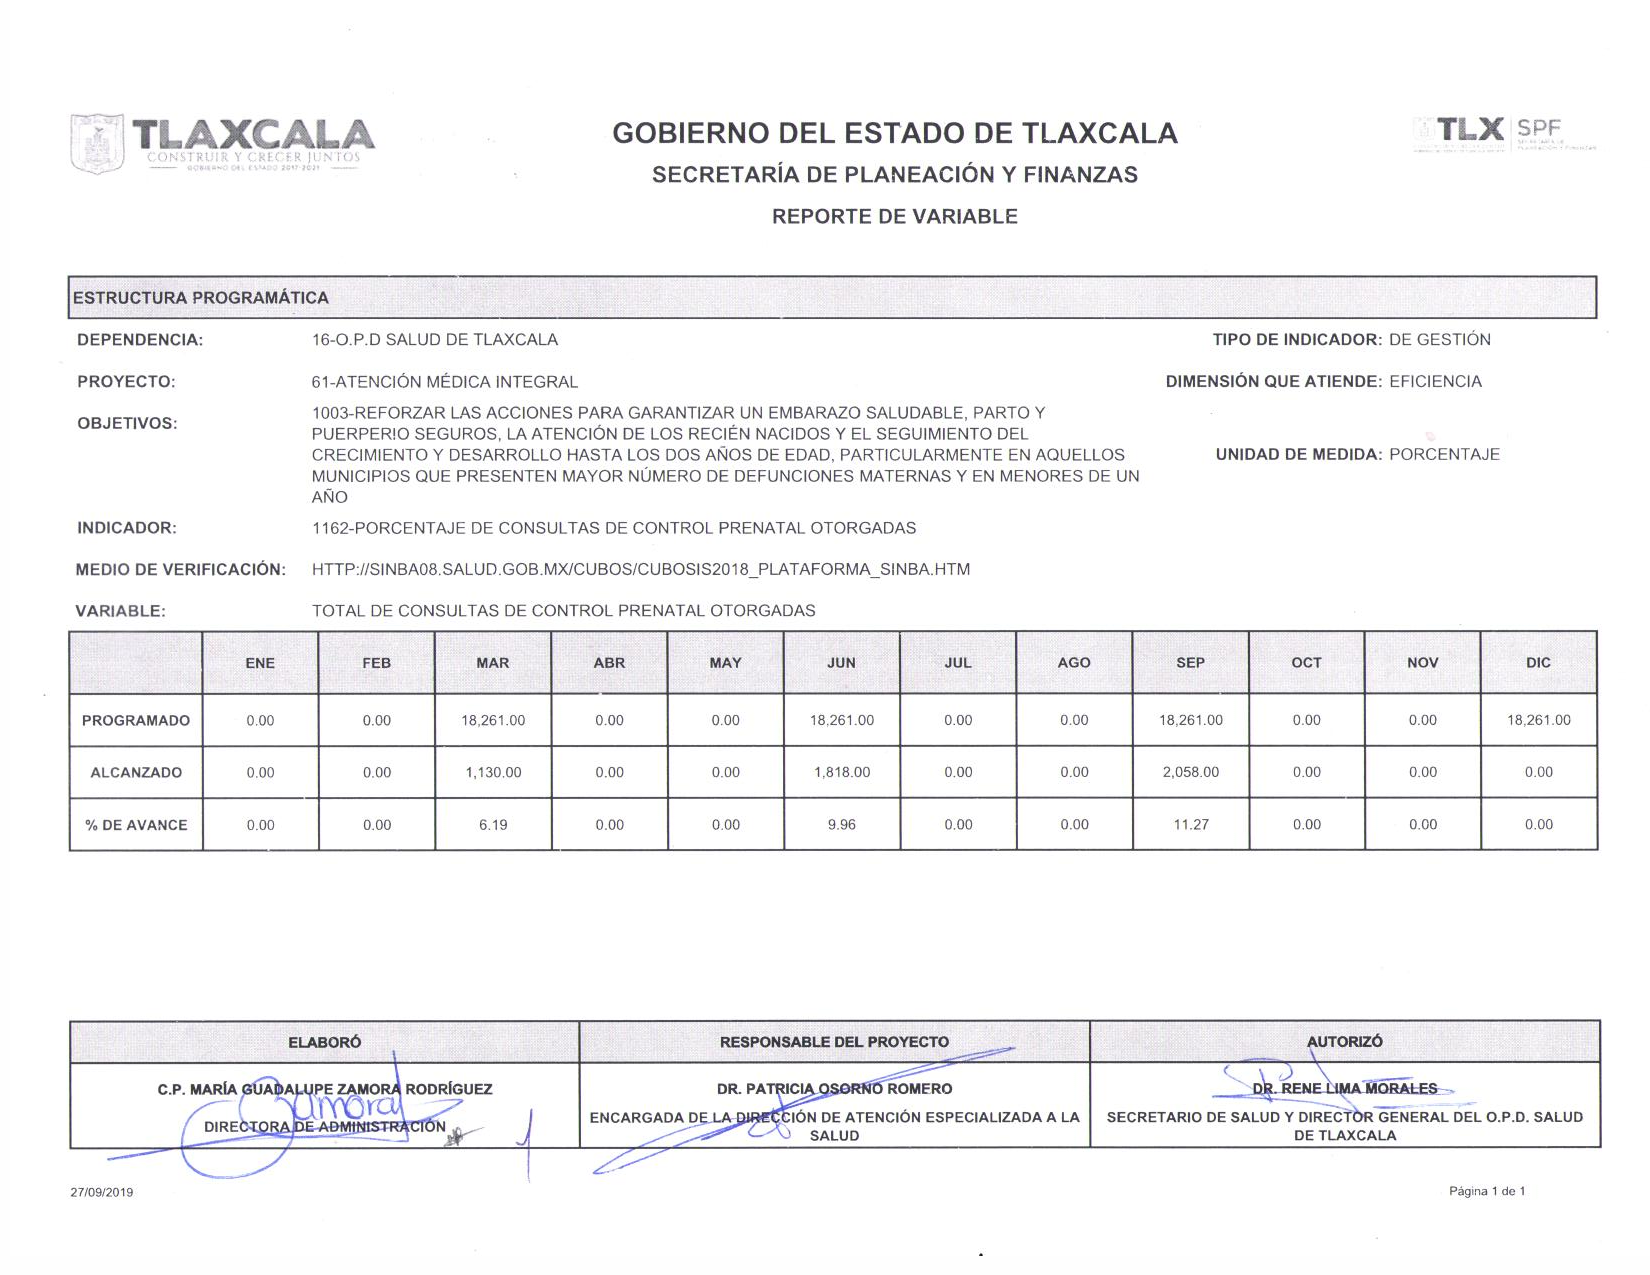 TLAXCALA
CONSTRUIR Y CRECER JUNTOS
GOBIERNO DEL ESTADO 2017-2021
GOBIERNO DEL ESTADO DE TLAXCALA
SECRETARÍA DE PLANEACIÓN Y FINANZAS
REPORTE DE VARIABLE
TLX SPF
ESTRUCTURA PROGRAMÁTICA
DEPENDENCIA: 16-O.P.D SALUD DE TLAXCALA TIPO DE INDICADOR: DE GESTIÓN
PROYECTO: 61-ATENCIÓN MÉDICA INTEGRAL DIMENSIÓN QUE ATIENDE: EFICIENCIA
OBJETIVOS: 1003-REFORZAR LAS ACCIONES PARA GARANTIZAR UN EMBARAZO SALUDABLE, PARTO Y
PUERPERIO SEGUROS, LA ATENCIÓN DE LOS RECIÉN NACIDOS Y EL SEGUIMIENTO DEL
CRECIMIENTO Y DESARROLLO HASTA LOS DOS AÑOS DE EDAD, PARTICULARMENTE EN AQUELLOS
MUNICIPIOS QUE PRESENTEN MAYOR NÚMERO DE DEFUNCIONES MATERNAS Y EN MENORES DE UN
AÑO
UNIDAD DE MEDIDA: PORCENTAJE
INDICADOR: 1162-PORCENTAJE DE CONSULTAS DE CONTROL PRENATAL OTORGADAS
MEDIO DE VERIFICACIÓN: HTTP://SINBA08.SALUD.GOB.MX/CUBOS/CUBOSIS2018_PLATAFORMA_SINBA.HTM
VARIABLE: TOTAL DE CONSULTAS DE CONTROL PRENATAL OTORGADAS
ENE FEB MAR ABR MAY JUN JUL AGO SEP OCT NOV DIC
PROGRAMADO 0.00 0.00 18,261.00 0.00 0.00 18,261.00 0.00 0.00 18,261.00 0.00 0.00 18,261.00
ALCANZADO 0.00 0.00 1,130.00 0.00 0.00 1,818.00 0.00 0.00 2,058.00 0.00 0.00 0.00
% DE AVANCE 0.00 0.00 6.19 0.00 0.00 9.96 0.00 0.00 11.27 0.00 0.00 0.00
ELABORÓ
C.P. MARÍA GUADALUPE ZAMORA RODRÍGUEZ
DIRECTORA DE ADMINISTRACIÓN
RESPONSABLE DEL PROYECTO
DR. PATRICIA OSORNO ROMERO
ENCARGADA DE LA DIRECCIÓN DE ATENCIÓN ESPECIALIZADA A LA
SALUD
AUTORIZÓ
DR. RENE LIMA MORALES
SECRETARIO DE SALUD Y DIRECTOR GENERAL DEL O.P.D. SALUD
DE TLAXCALA
27/09/2019
Página 1 de 1